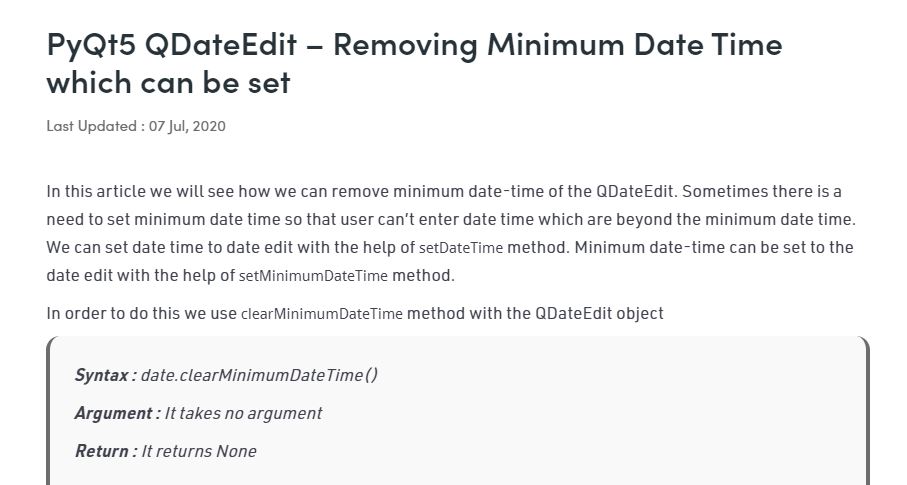 PyQt5 QDateEdit – Removing Minimum Date Time
which can be set
Last Updated : 07 Jul, 2020
In this article we will see how we can remove minimum date-time of the QDateEdit. Sometimes there is a
need to set minimum date time so that user can't enter date time which are beyond the minimum date time.
We can set date time to date edit with the help of setDateTime method. Minimum date-time can be set to the
date edit with the help of setMinimumDateTime method.
In order to do this we use clearMinimumDateTime method with the QDateEdit object
Syntax : date.clearMinimumDateTime()
Argument : It takes no argument
Return : It returns None